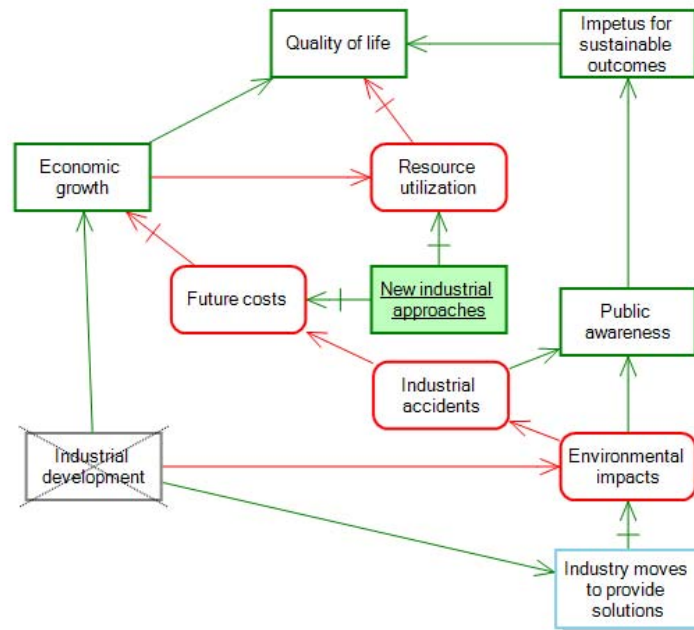 Quality of life
Impetus for
sustainable
outcomes
Economic
growth
Resource
utilization
Future costs
New industrial
approaches
Public
awareness
Industrial
accidents
Industrial
development
Environmental
impacts
Industry moves
to provide
solutions